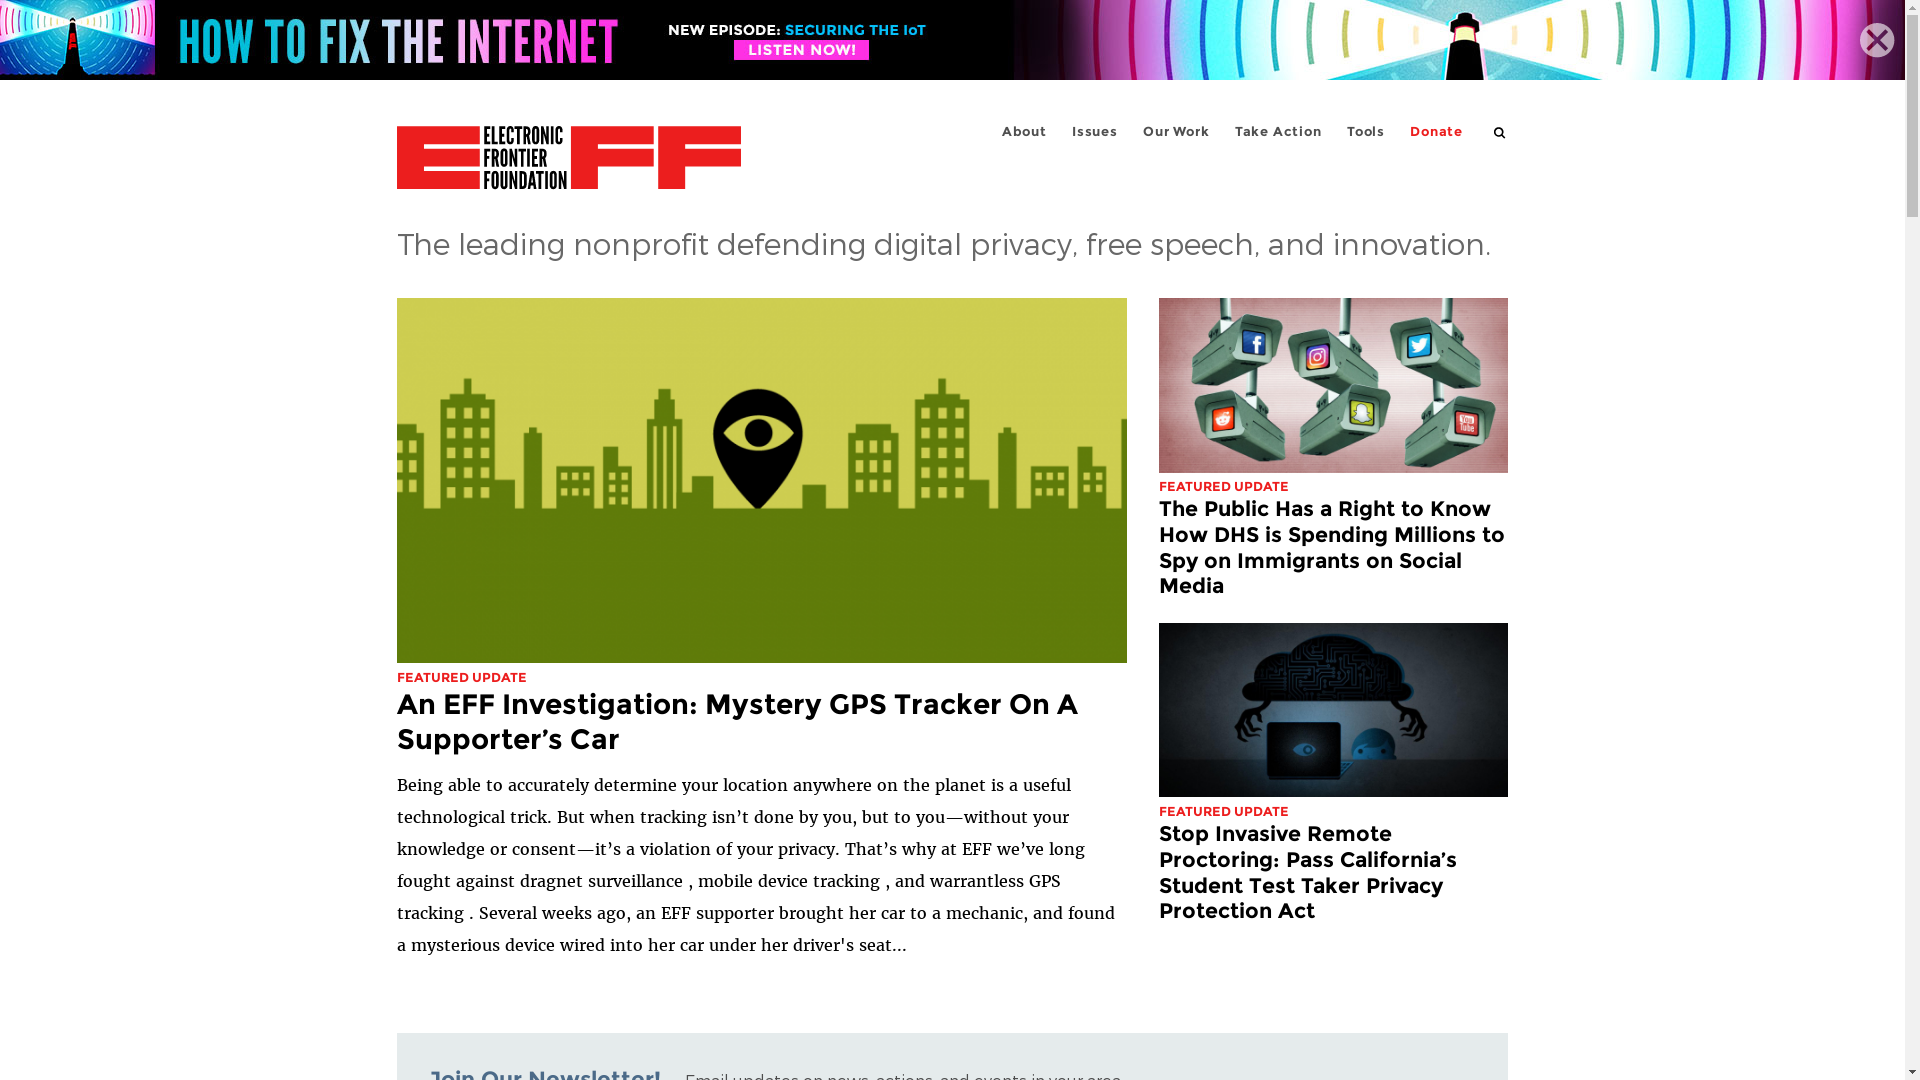 HOW TO FIX THE INTERNET
NEW EPISODE: SECURING THE IoT
LISTEN NOW!
ELECTRONIC
FRONTIER
FOUNDATION
EFF
About
Issues
Our Work
Take Action
Tools
Donate
The leading nonprofit defending digital privacy, free speech, and innovation.
FEATURED UPDATE
An EFF Investigation: Mystery GPS Tracker On A
Supporter’s Car
Being able to accurately determine your location anywhere on the planet is a useful
technological trick. But when tracking isn’t done by you, but to you—without your
knowledge or consent—it’s a violation of your privacy. That’s why at EFF we’ve long
fought against dragnet surveillance , mobile device tracking , and warrantless GPS
tracking . Several weeks ago, an EFF supporter brought her car to a mechanic, and found
a mysterious device wired into her car under her driver's seat...
You
Tube
FEATURED UPDATE
The Public Has a Right to Know
How DHS is Spending Millions to
Spy on Immigrants on Social
Media
FEATURED UPDATE
Stop Invasive Remote
Proctoring: Pass California’s
Student Test Taker Privacy
Protection Act
Join Our Newsletter!
Email updates on news, actions, and events in your area.